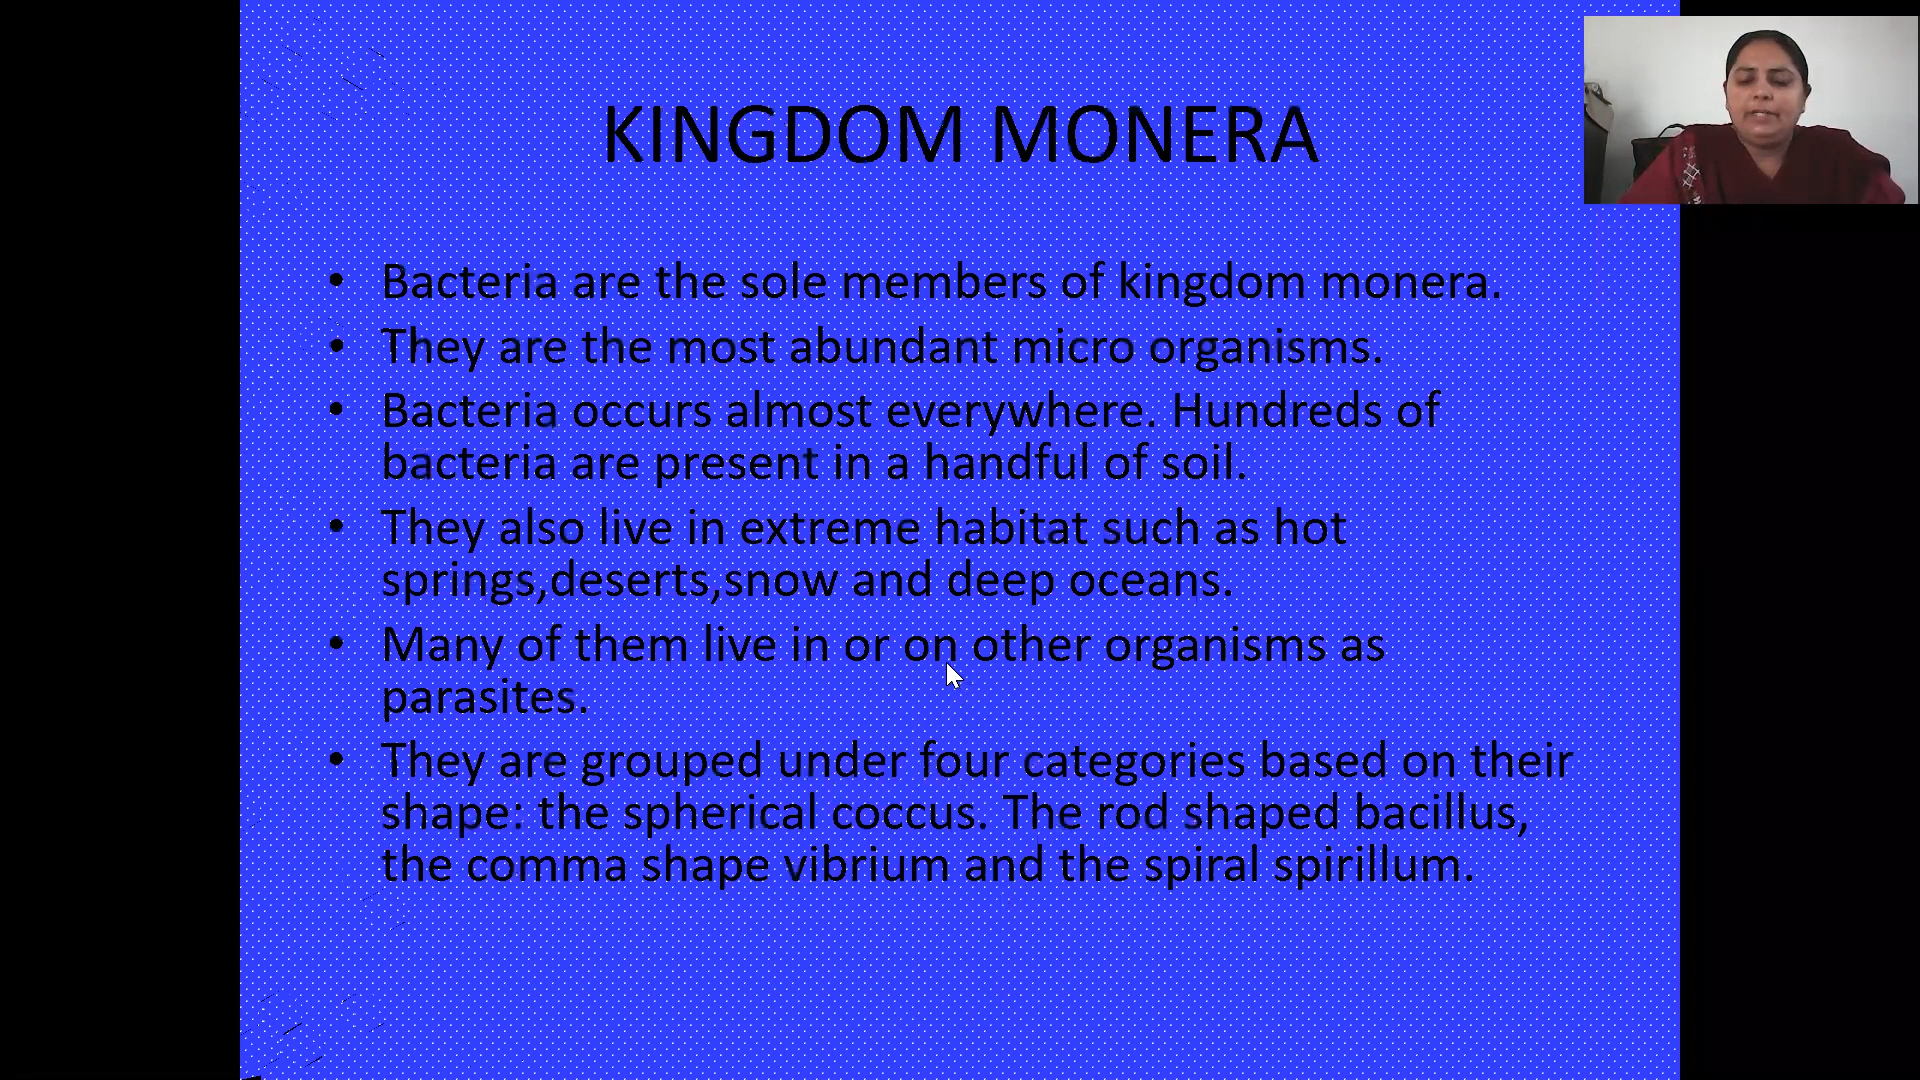 KINGDOM MONERA
• Bacteria are the sole members of kingdom monera.
• They are the most abundant micro organisms.
• Bacteria occurs almost everywhere. Hundreds of
bacteria are present in a handful of soil.
• They also live in extreme habitat such as hot
springs,deserts,snow and deep oceans.
• Many of them live in or on other organisms as
parasites.
• They are grouped under four categories based on their
shape: the spherical coccus. The rod shaped bacillus,
the comma shape vibrium and the spiral spirillum.